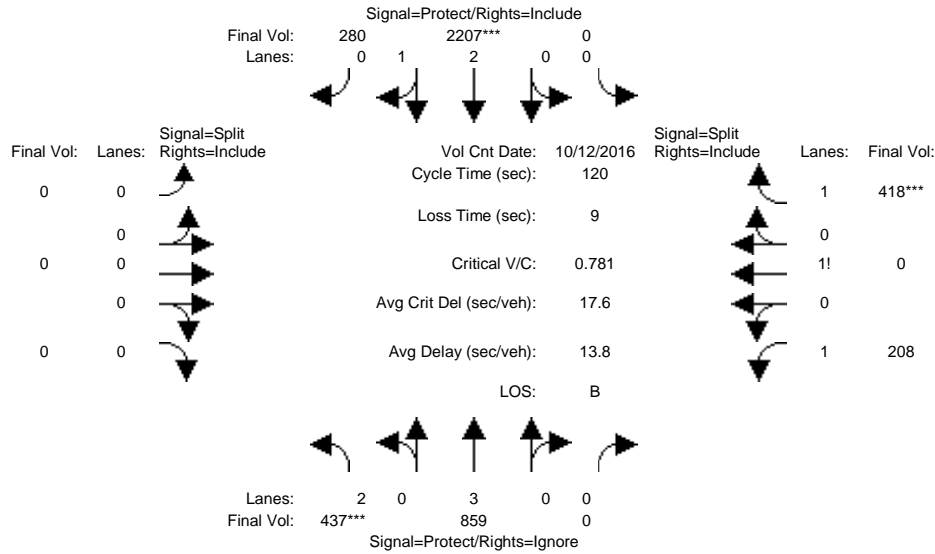 Signal=Protect/Rights=Include
Final Vol: 280 2207*** 0
Lanes: 0 1 2 0 0
Signal=Split
Final Vol: Lanes: Rights=Include
Vol Cnt Date: 10/12/2016
Signal=Split
Rights=Include Lanes: Final Vol:
Cycle Time (sec): 120
0 0 1 418***
Loss Time (sec): 9
0 0
0 0 Critical V/C: 0.781 1! 0
0 Avg Crit Del (sec/veh): 17.6 0
0 0 Avg Delay (sec/veh): 13.8 1 208
LOS: B
Lanes: 2 0 3 0 0
Final Vol: 437*** 859 0
Signal=Protect/Rights=Ignore